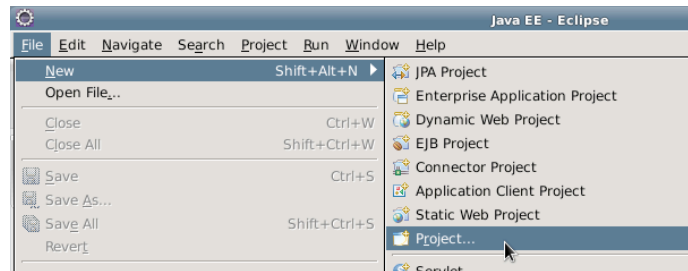 Java EE - Eclipse
File Edit Navigate Search Project Run Window Help
New Shift+Alt+N
Open File...
Close Ctrl+W
Close All Shift+Ctrl+W
Save Ctrl+S
Save As...
Save All Shift+Ctrl+S
Revert
JPA Project
Enterprise Application Project
Dynamic Web Project
EJB Project
Connector Project
Application Client Project
Static Web Project
Project...
Servlet